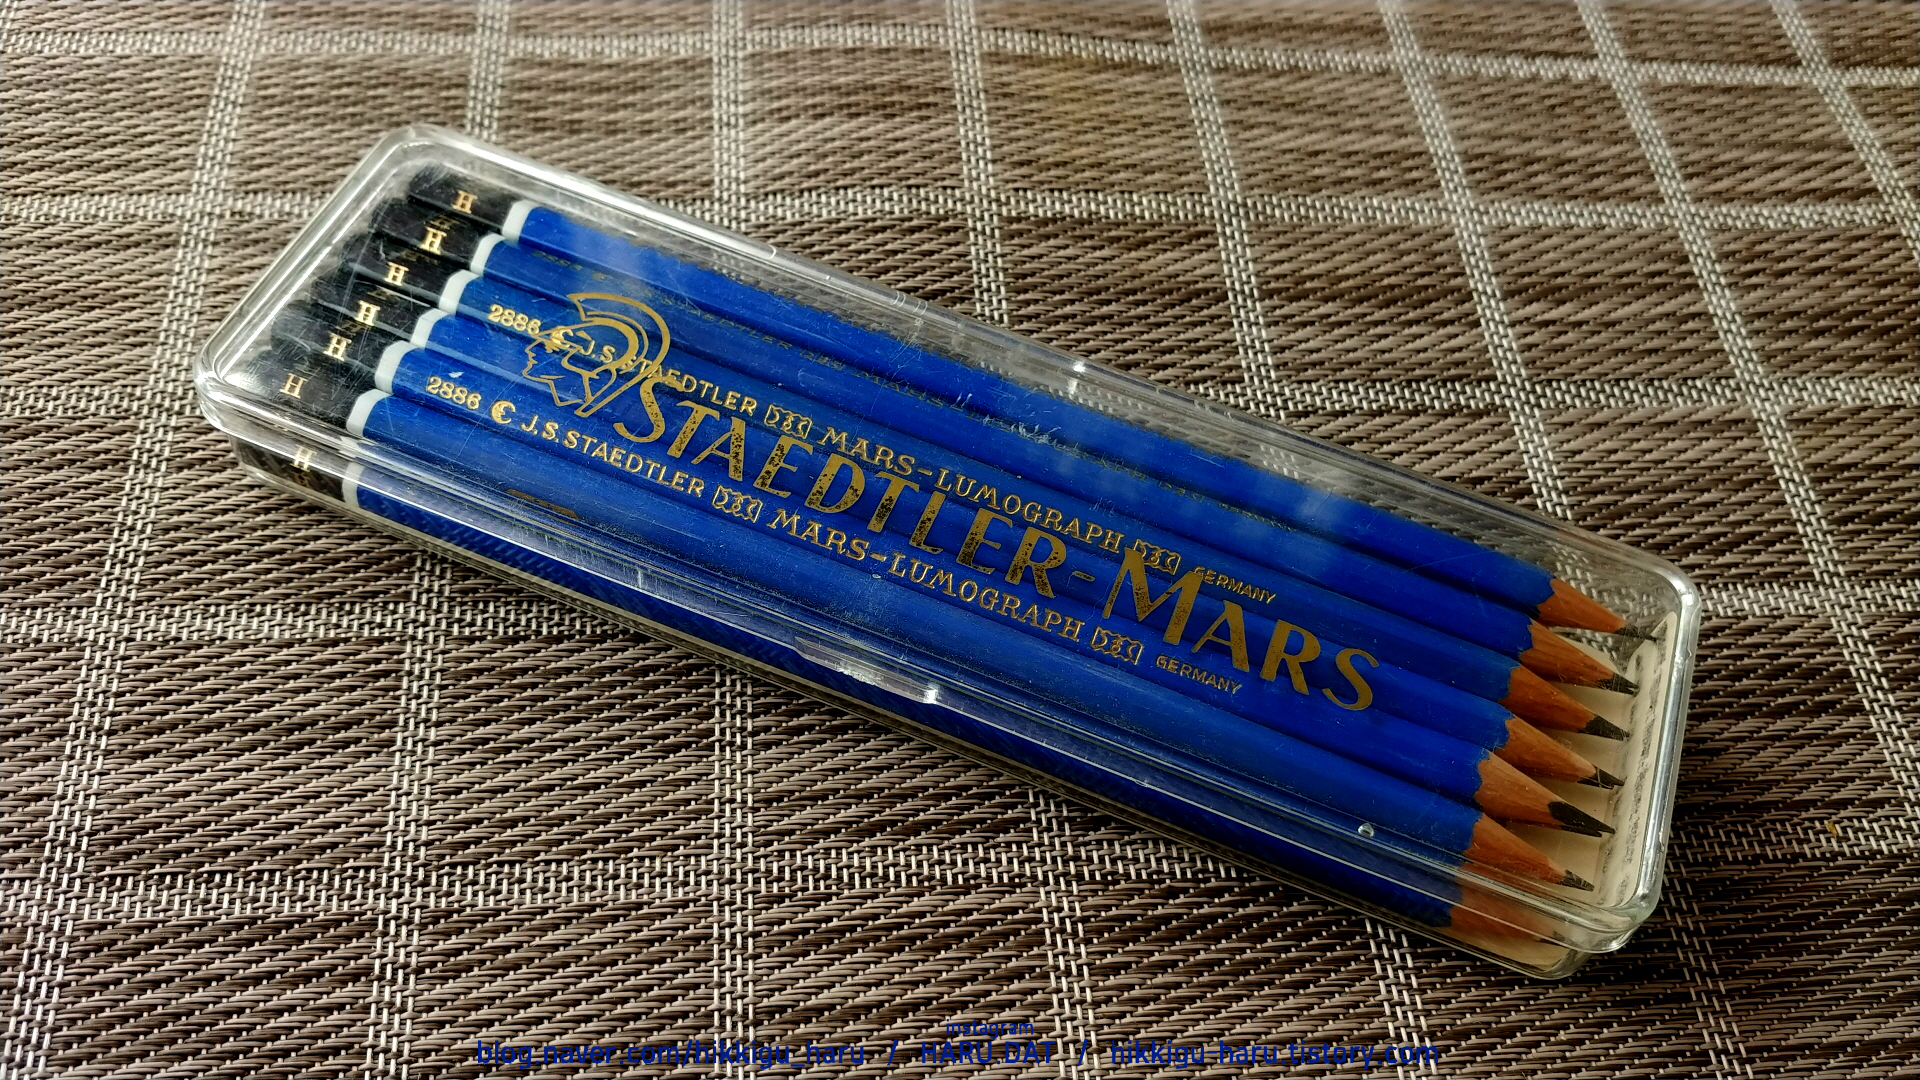 H
H
H
H
H
H
H
2886 J.S. STAEDTLER MARS-LUMOGRAPH GERMANY
STAEDTLER-MARS
2886 J.S. STAEDTLER MARS-LUMOGRAPH GERMANY
instagram
blog.naver.com/hikkigu_haru / HARU.DAT / hikkigu-haru.tistory.com